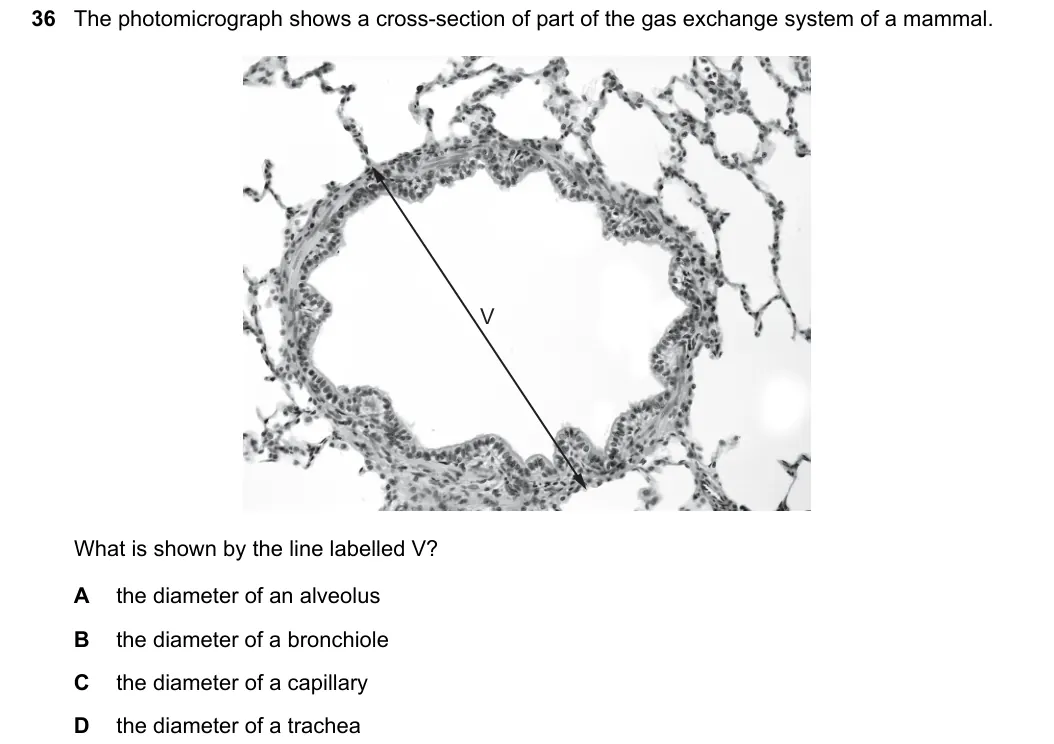 36 The photomicrograph shows a cross-section of part of the gas exchange system of a mammal.
V
What is shown by the line labelled V?
A the diameter of an alveolus
B the diameter of a bronchiole
C the diameter of a capillary
D the diameter of a trachea